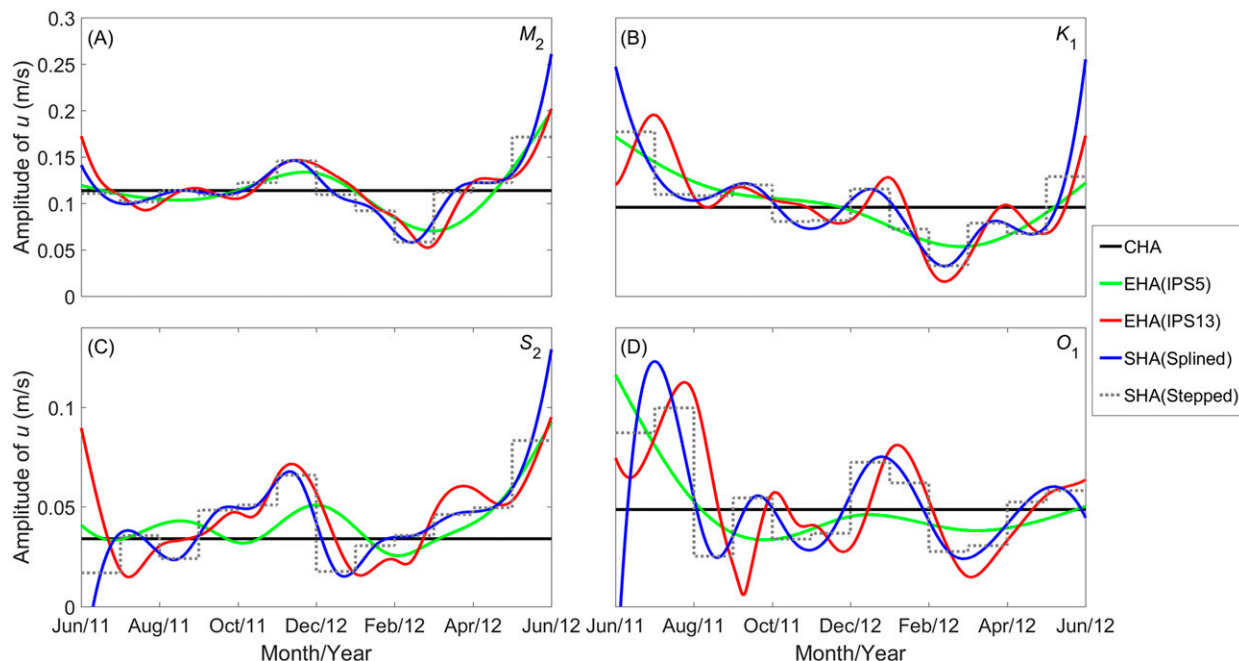 (A)
M2
0.3
0.25
0.2
0.15
0.1
0.05
0
Amplitude of u (m/s)
(B)
K1
CHA
EHA(IPS5)
EHA(IPS13)
SHA(Splined)
SHA(Stepped)
(C)
S2
0.1
0.05
0
Amplitude of u (m/s)
Jun/11 Aug/11 Oct/11 Dec/12 Feb/12 Apr/12 Jun/12
Month/Year
(D)
O1
Jun/11 Aug/11 Oct/11 Dec/12 Feb/12 Apr/12 Jun/12
Month/Year